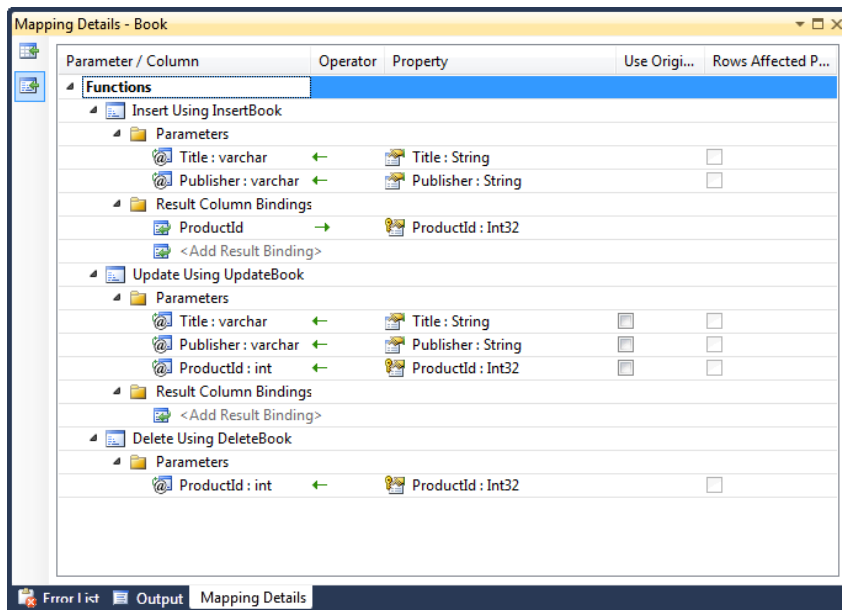 Mapping Details - Book
Parameter / Column Operator Property Use Origi... Rows Affected P...
Functions
Insert Using InsertBook
Parameters
Title : varchar ← Title : String
Publisher : varchar ← Publisher : String
Result Column Bindings
ProductId → ProductId : Int32
<Add Result Binding>
Update Using UpdateBook
Parameters
Title : varchar ← Title : String
Publisher : varchar ← Publisher : String
ProductId : int ← ProductId : Int32
Result Column Bindings
<Add Result Binding>
Delete Using DeleteBook
Parameters
ProductId : int ← ProductId : Int32
Error List Output Mapping Details